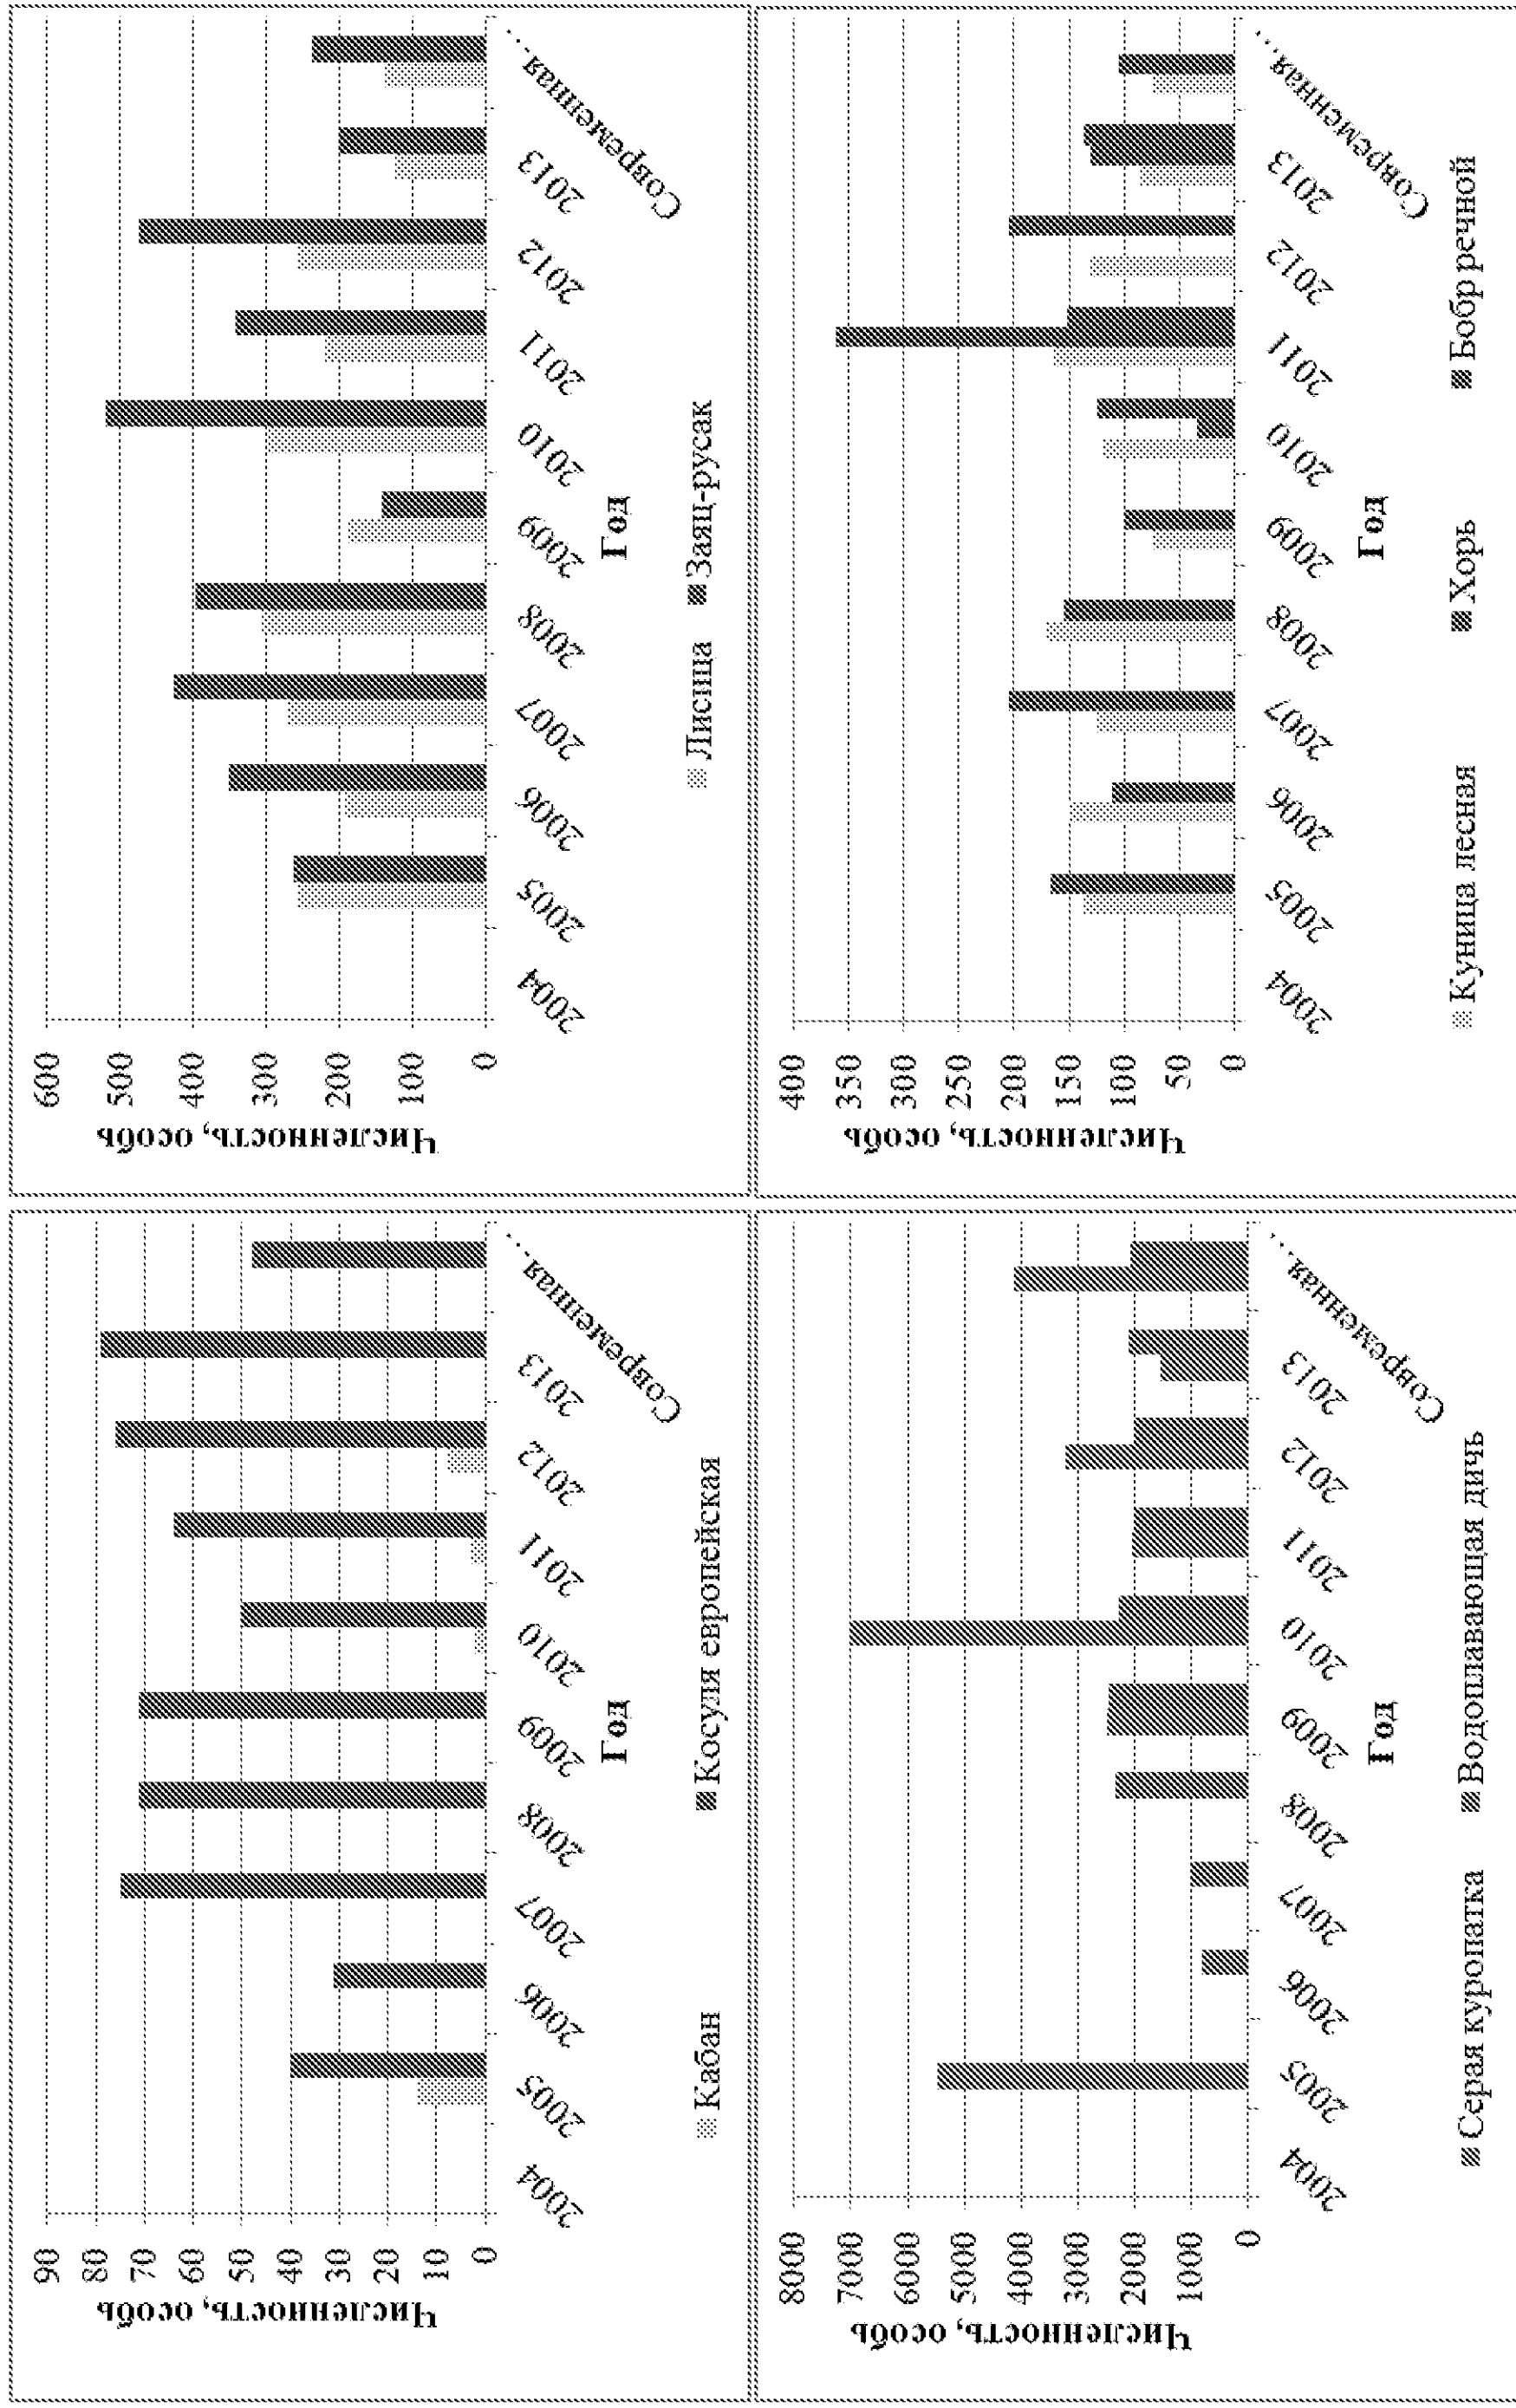 Численность, особь
90
80
70
60
50
40
30
20
10
0
2004 2005 2006 2007 2008 2009 2010 2011 2012 2013 Современная…
Год
Кабан Косуля европейская
Численность, особь
600
500
400
300
200
100
0
2004 2005 2006 2007 2008 2009 2010 2011 2012 2013 Современная…
Год
Лисица Заяц-русак
Численность, особь
8000
7000
6000
5000
4000
3000
2000
1000
0
2004 2005 2006 2007 2008 2009 2010 2011 2012 2013 Современная…
Год
Серая куропатка Водоплавающая дичь
Численность, особь
400
350
300
250
200
150
100
50
0
2004 2005 2006 2007 2008 2009 2010 2011 2012 2013 Современная…
Год
Куница лесная Хорь Бобр речной